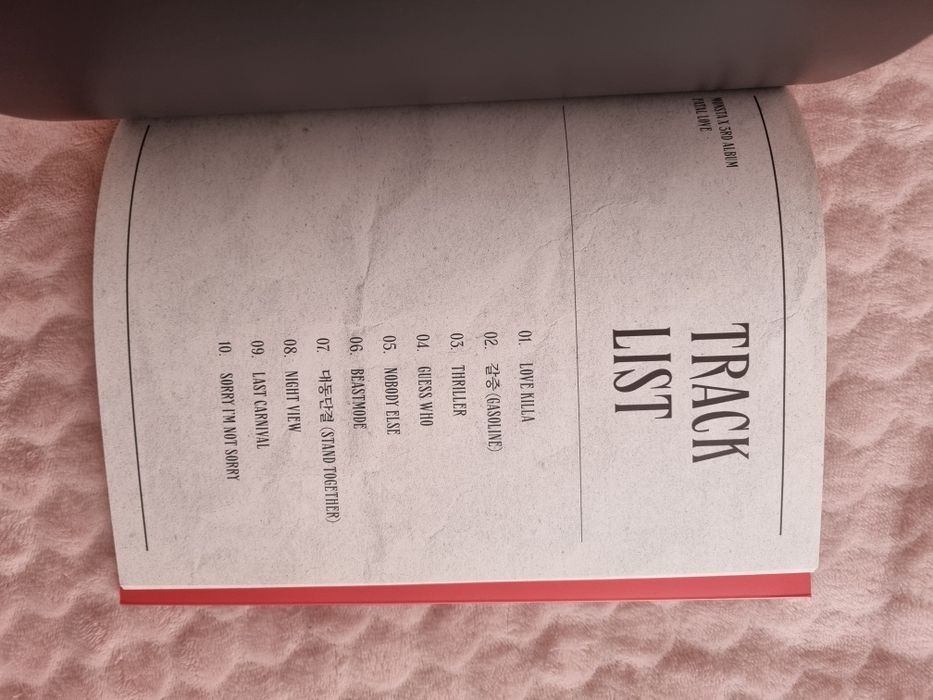 MONSTA X 3RD ALBUM
FATAL LOVE
TRACK
LIST
01. LOVE KILLA
02. 갈증 (GASOLINE)
03. THRILLER
04. GUESS WHO
05. NOBODY ELSE
06. BEASTMODE
07. 대동단결 (STAND TOGETHER)
08. NIGHT VIEW
09. LAST CARNIVAL
10. SORRY I'M NOT SORRY